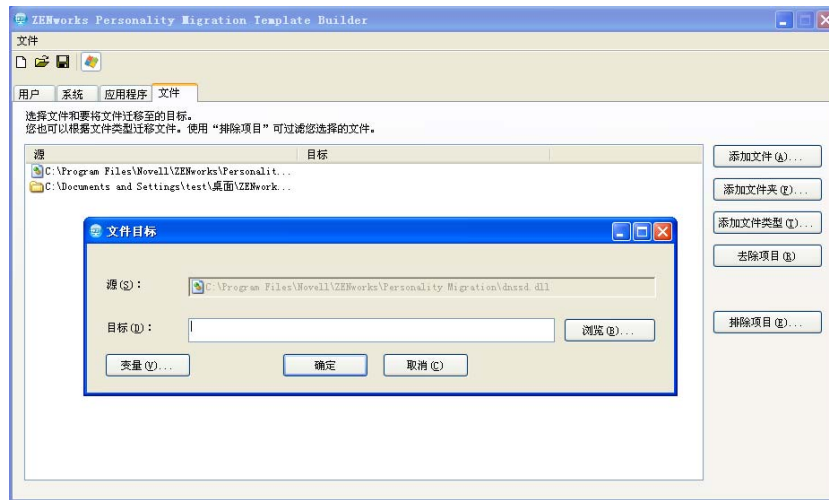 ZENworks Personality Migration Template Builder
文件
用户 系统 应用程序 文件
选择文件和要将文件迁移至的目标。
您也可以根据文件类型迁移文件。使用“排除项目”可过滤您选择的文件。
源 目标
C:\Program Files\Novell\ZENworks\Personalit...
C:\Documents and Settings\test\桌面\ZENwork...
添加文件(A)...
添加文件夹(F)...
添加文件类型(T)...
去除项目(R)
排除项目(E)...
文件目标
源(S)：
C:\Program Files\Novell\ZENworks\Personality Migration\dnssd.dll
目标(D)：
浏览(B)...
变量(V)...
确定
取消(C)